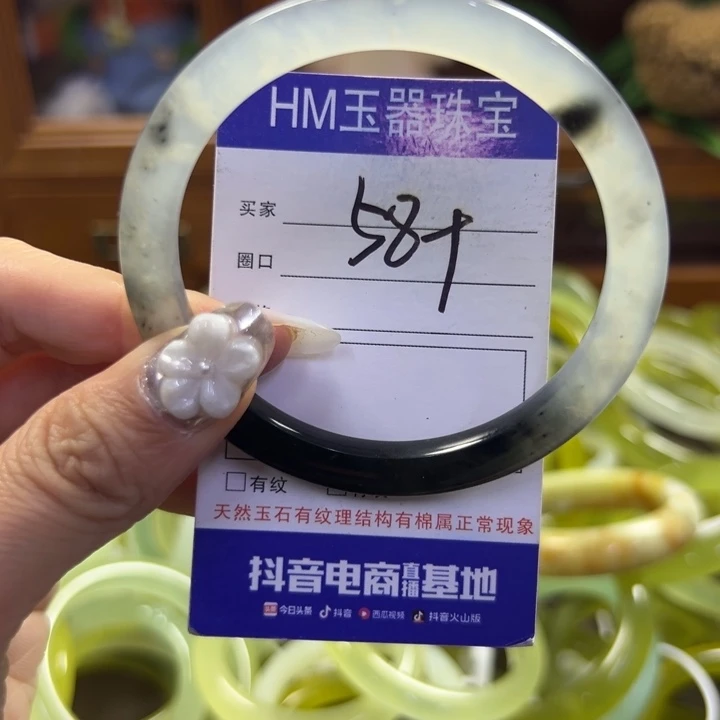 HM玉器珠宝
买家
58+
圈口
有纹
天然玉石有纹理结构有棉属正常现象
抖音电商直播基地
今日头条 抖音 西瓜视频 抖音火山版